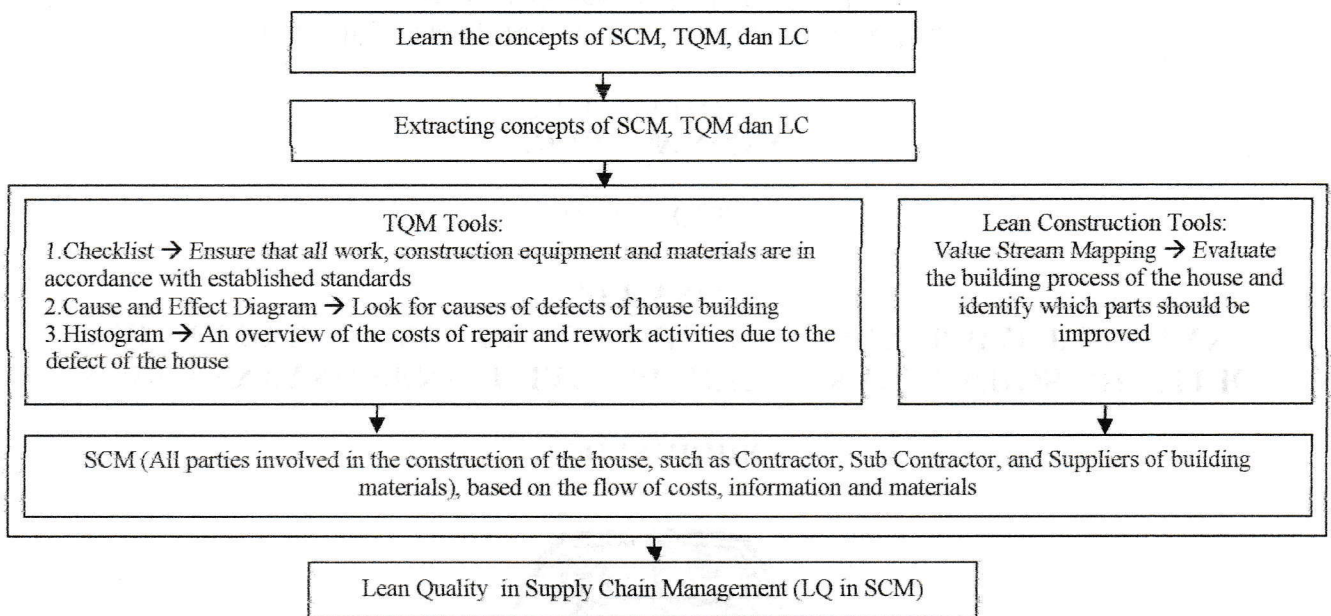 Learn the concepts of SCM, TQM, dan LC
Extracting concepts of SCM, TQM dan LC
TQM Tools:
1.Checklist → Ensure that all work, construction equipment and materials are in
accordance with established standards
2.Cause and Effect Diagram → Look for causes of defects of house building
3.Histogram → An overview of the costs of repair and rework activities due to the
defect of the house
Lean Construction Tools:
Value Stream Mapping → Evaluate
the building process of the house and
identify which parts should be
improved
SCM (All parties involved in the construction of the house, such as Contractor, Sub Contractor, and Suppliers of building
materials), based on the flow of costs, information and materials
Lean Quality in Supply Chain Management (LQ in SCM)